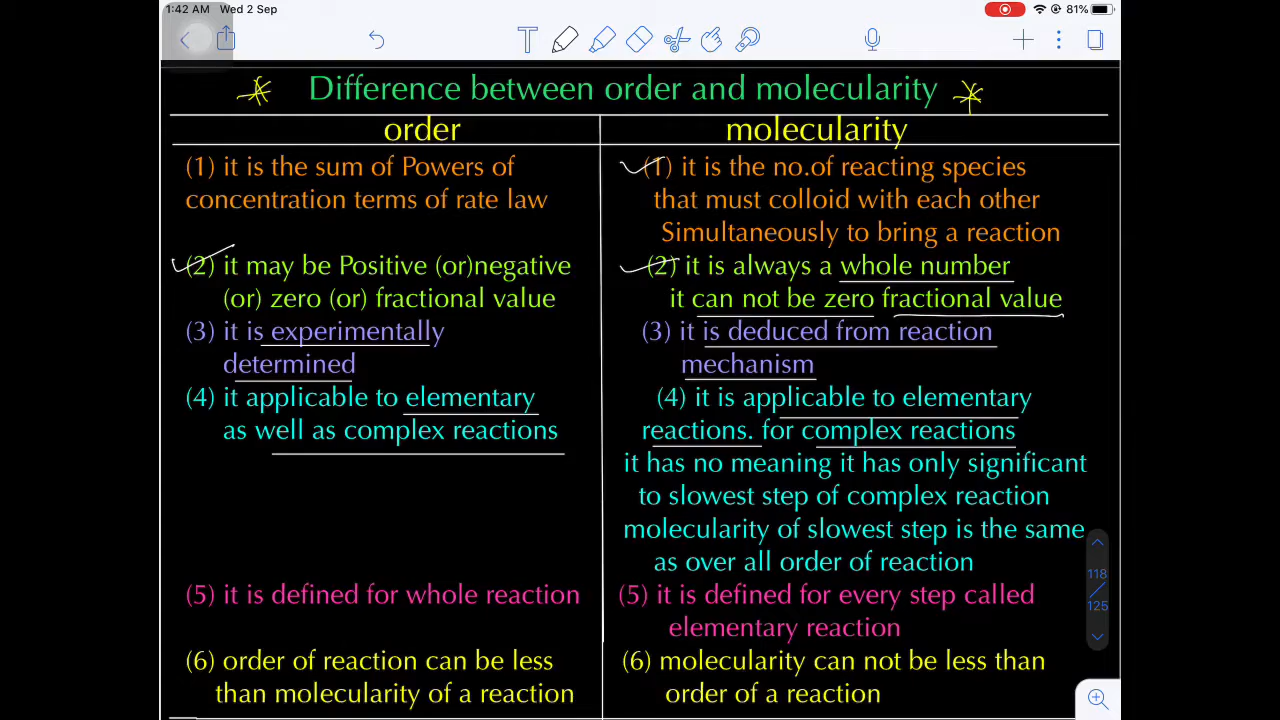 1:42 AM Wed 2 Sep
81%
T
Difference between order and molecularity
order
molecularity
(1) it is the sum of Powers of
concentration terms of rate law
(2) it may be Positive (or)negative
(or) zero (or) fractional value
(3) it is experimentally
determined
(4) it applicable to elementary
as well as complex reactions
(5) it is defined for whole reaction
(6) order of reaction can be less
than molecularity of a reaction
(1) it is the no.of reacting species
that must colloid with each other
Simultaneously to bring a reaction
(2) it is always a whole number
it can not be zero fractional value
(3) it is deduced from reaction
mechanism
(4) it is applicable to elementary
reactions. for complex reactions
it has no meaning it has only significant
to slowest step of complex reaction
molecularity of slowest step is the same
as over all order of reaction
(5) it is defined for every step called
elementary reaction
(6) molecularity can not be less than
order of a reaction
118
125